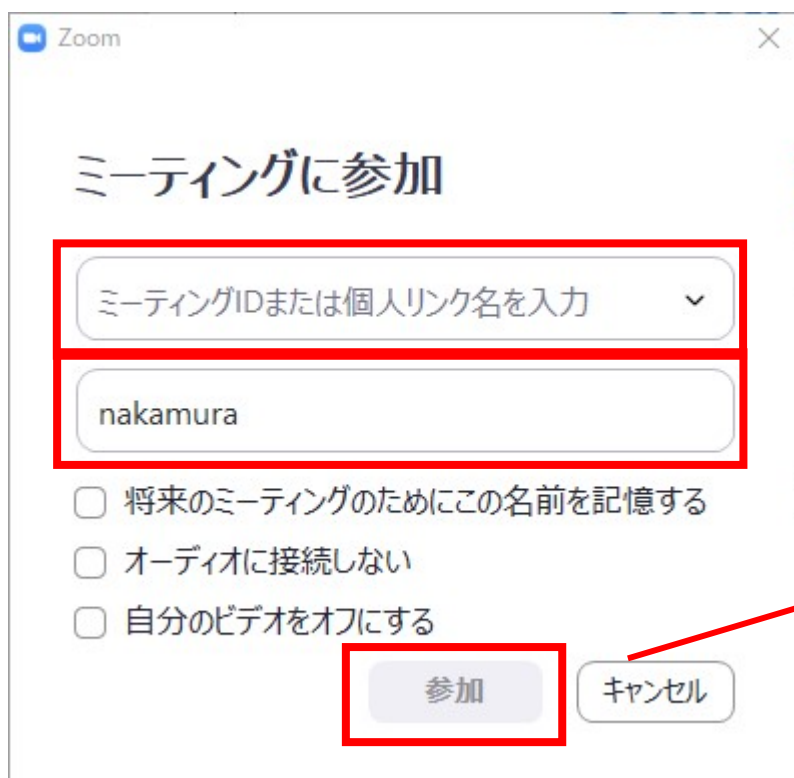 Zoom
ミーティングに参加
ミーティングIDまたは個人リンク名を入力
nakamura
将来のミーティングのためにこの名前を記憶する
オーディオに接続しない
自分のビデオをオフにする
参加 キャンセル